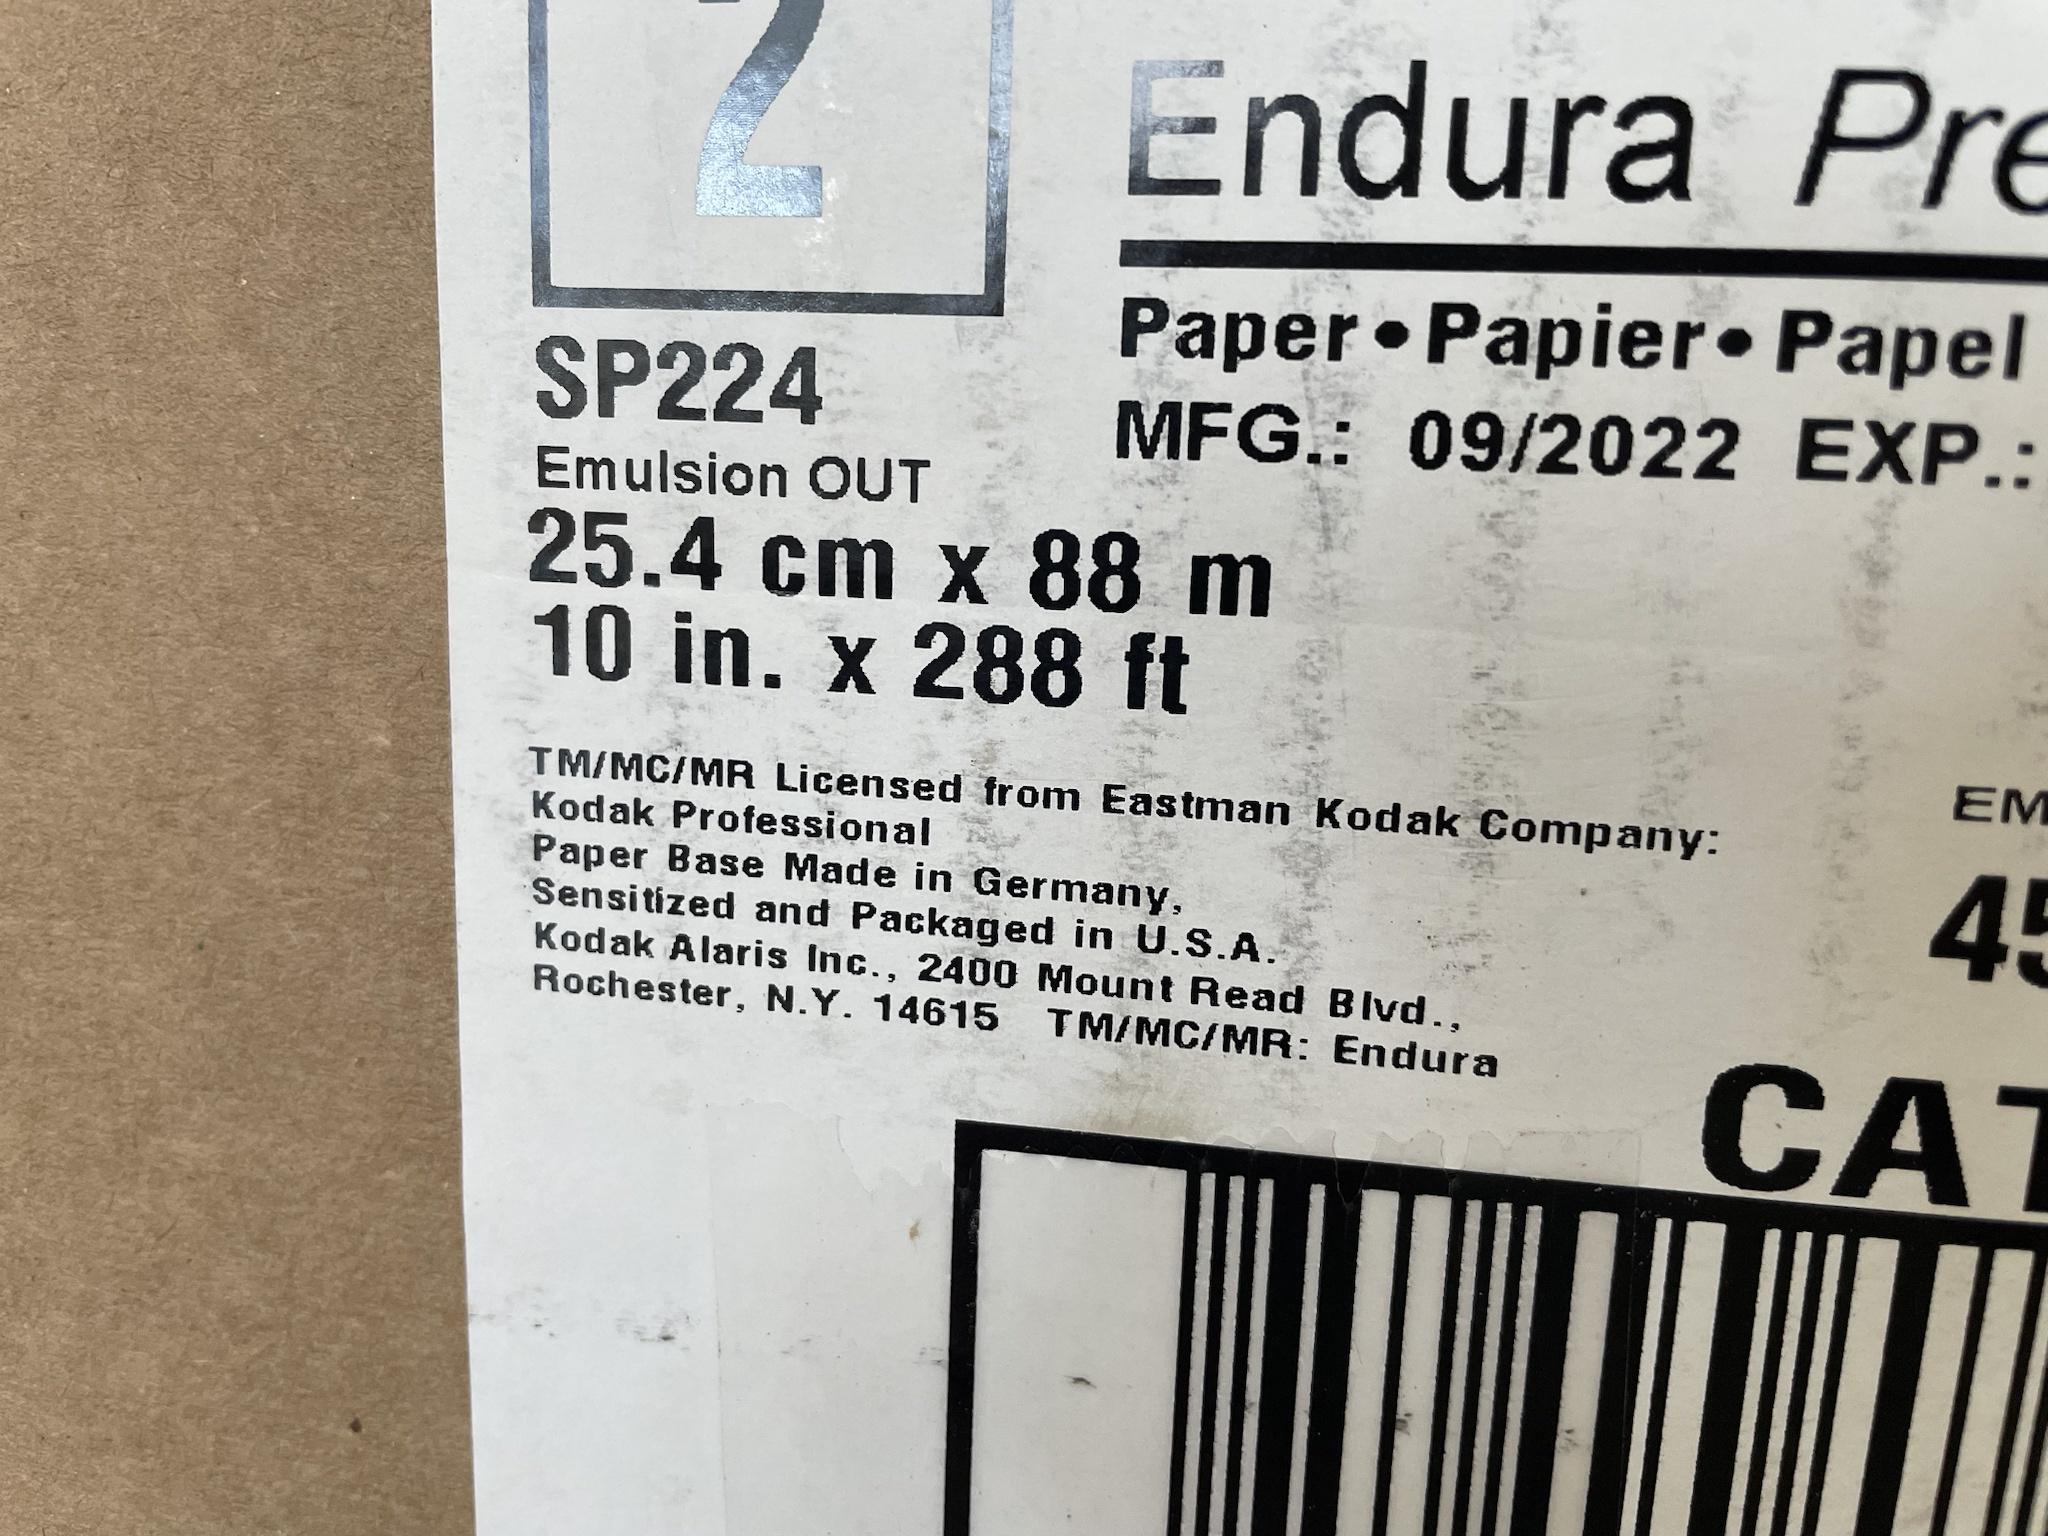 2
Endura Pre
Paper • Papier • Papel
SP224
MFG.: 09/2022 EXP.:
Emulsion OUT
25.4 cm x 88 m
10 in. x 288 ft
TM/MC/MR Licensed from Eastman Kodak Company:
Kodak Professional
Paper Base Made in Germany,
Sensitized and Packaged in U.S.A.
Kodak Alaris Inc., 2400 Mount Read Blvd.,
Rochester, N.Y. 14615 TM/MC/MR: Endura
EM
45
CAT